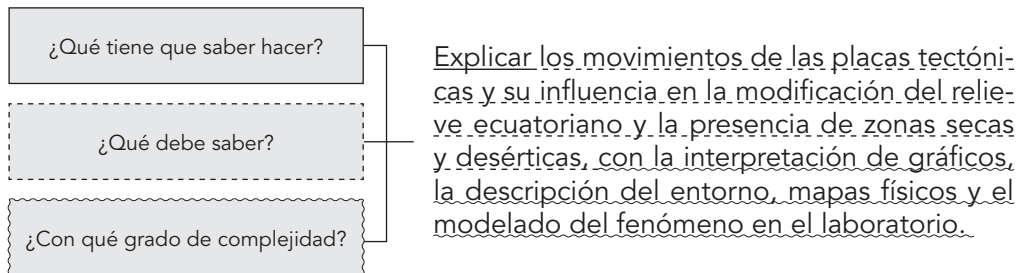 ¿Qué tiene que saber hacer?
¿Qué debe saber?
¿Con qué grado de complejidad?
Explicar los movimientos de las placas tectóni-
cas y su influencia en la modificación del relie-
ve ecuatoriano y la presencia de zonas secas
y desérticas, con la interpretación de gráficos,
la descripción del entorno, mapas físicos y el
modelado del fenómeno en el laboratorio.